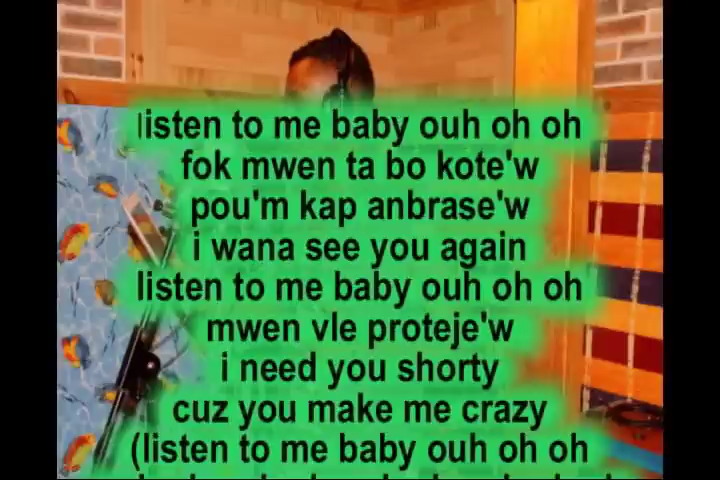 listen to me baby ouh oh oh
fok mwen ta bo kote'w
pou'm kap anbrase'w
i wana see you again
listen to me baby ouh oh oh
mwen vle proteje'w
i need you shorty
cuz you make me crazy
(listen to me baby ouh oh oh